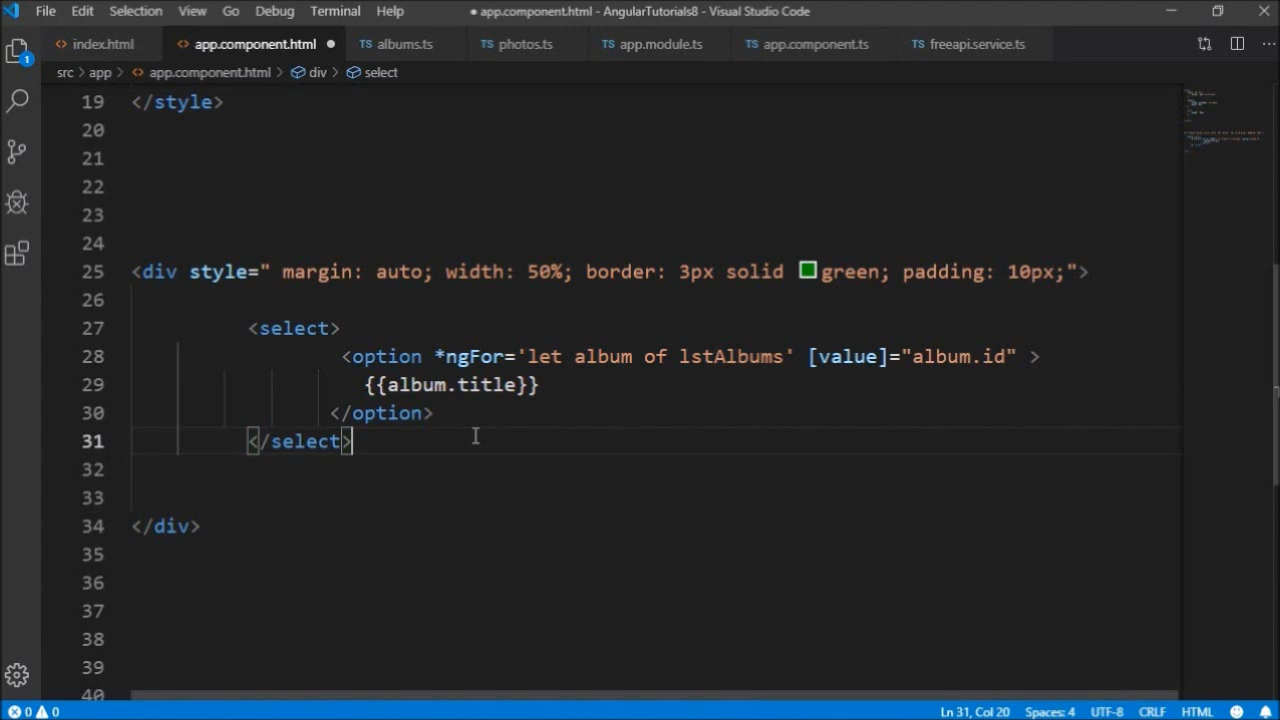 File Edit Selection View Go Debug Terminal Help ● app.component.html - AngularTutorials8 - Visual Studio Code
<> index.html <> app.component.html ● TS albums.ts TS photos.ts TS app.module.ts TS app.component.ts TS freeapi.service.ts
1
src > app > <> app.component.html > div > select
19 </style>
20
21
22
23
24
25 <div style=" margin: auto; width: 50%; border: 3px solid green; padding: 10px;">
26
27 <select>
28 <option *ngFor='let album of lstAlbums' [value]="album.id" >
29 {{album.title}}
30 </option>
31 </select>
32
33
34 </div>
35
36
37
38
39
40
0 0 Ln 31, Col 20 Spaces: 4 UTF-8 CRLF HTML